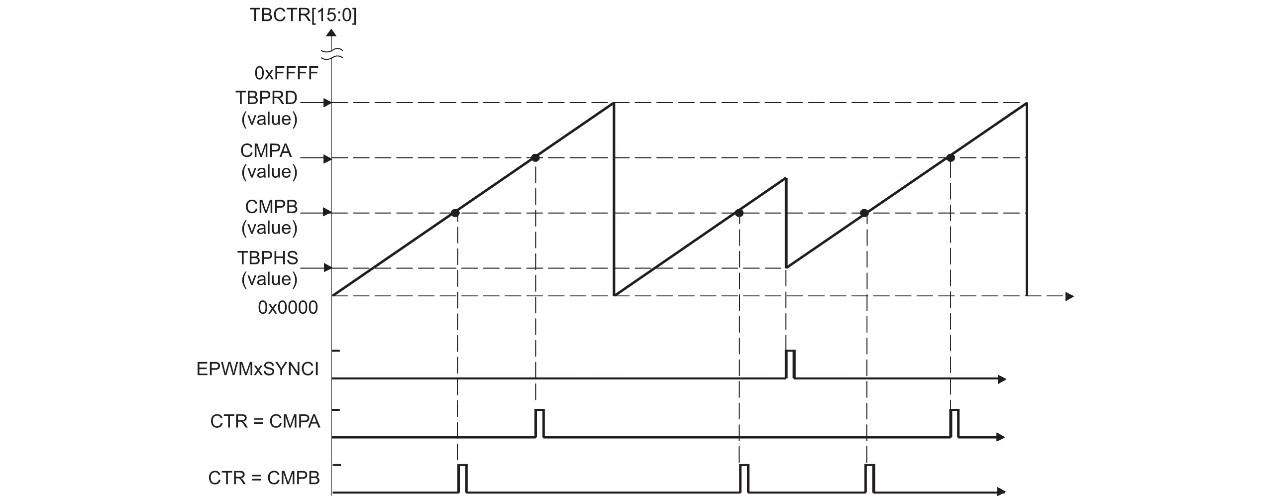 TBCTR[15:0]
0xFFFF
TBPRD
(value)
CMPA
(value)
CMPB
(value)
TBPHS
(value)
0x0000
EPWMxSYNCI
CTR = CMPA
CTR = CMPB